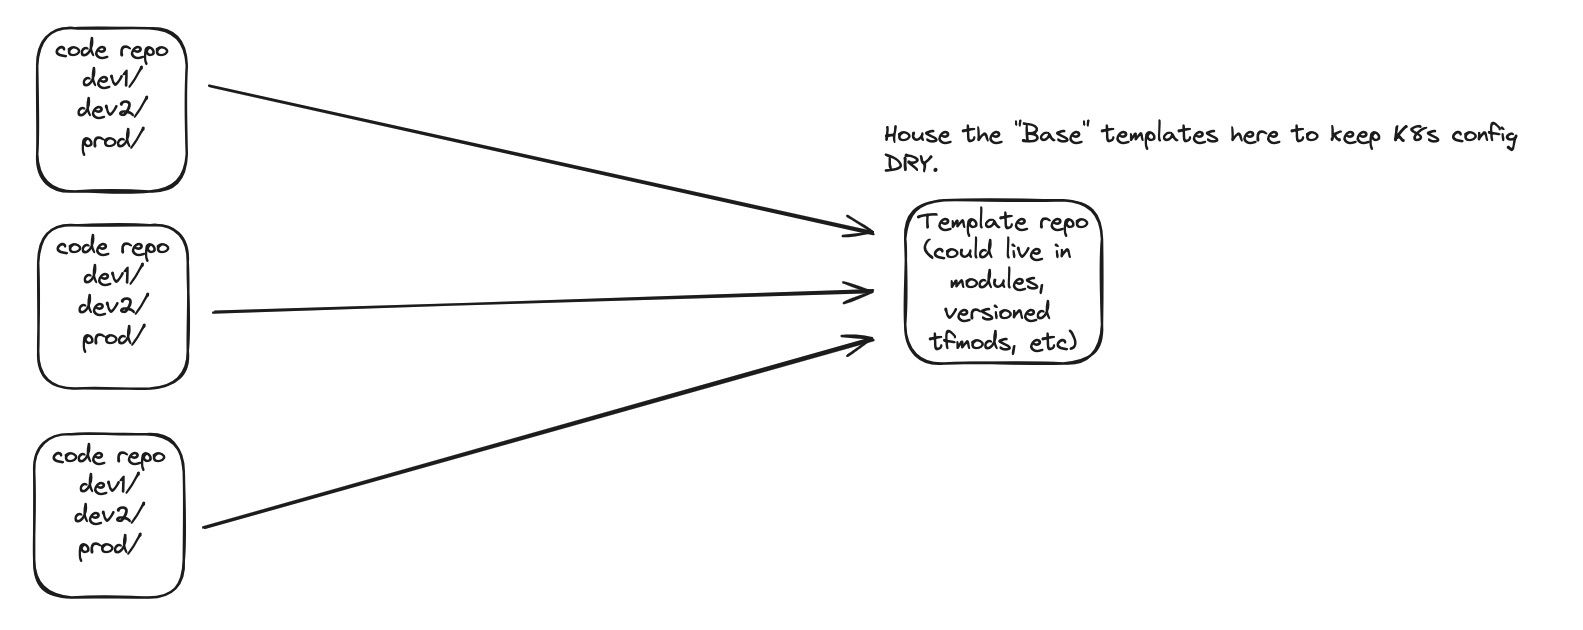 code repo
dev1/
dev2/
prod/
code repo
dev1/
dev2/
prod/
code repo
dev1/
dev2/
prod/
House the "Base" templates here to keep K8s config
DRY.
Template repo
(could live in
modules,
versioned
tfmods, etc)